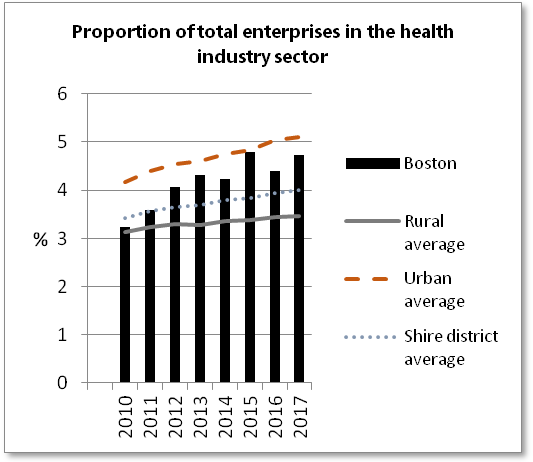 Proportion of total enterprises in the health
industry sector
6
5
4
3
2
1
0
%
2010
2011
2012
2013
2014
2015
2016
2017
Boston
Rural
average
Urban
average
Shire district
average